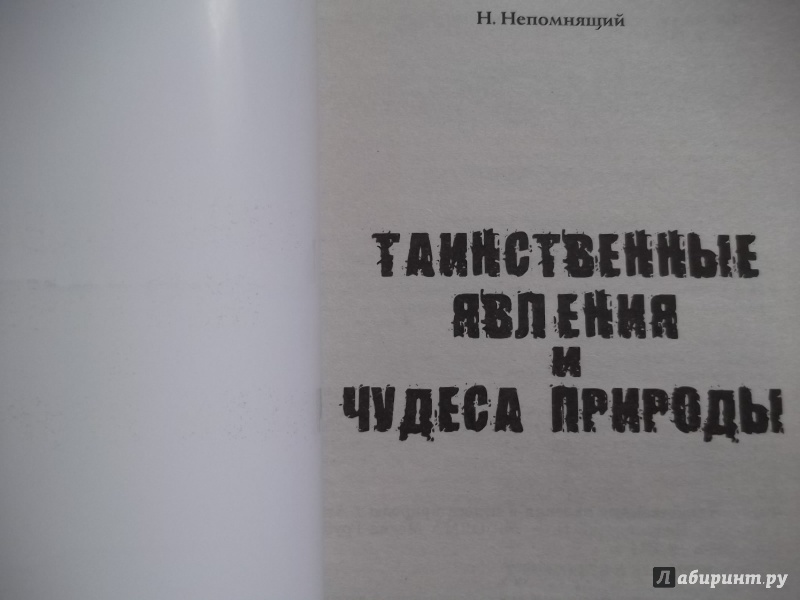 Н. Непомнящий
ТАИНСТВЕННЫЕ
ЯВЛЕНИЯ
И
ЧУДЕСА ПРИРОДЫ
Лабиринт.ру